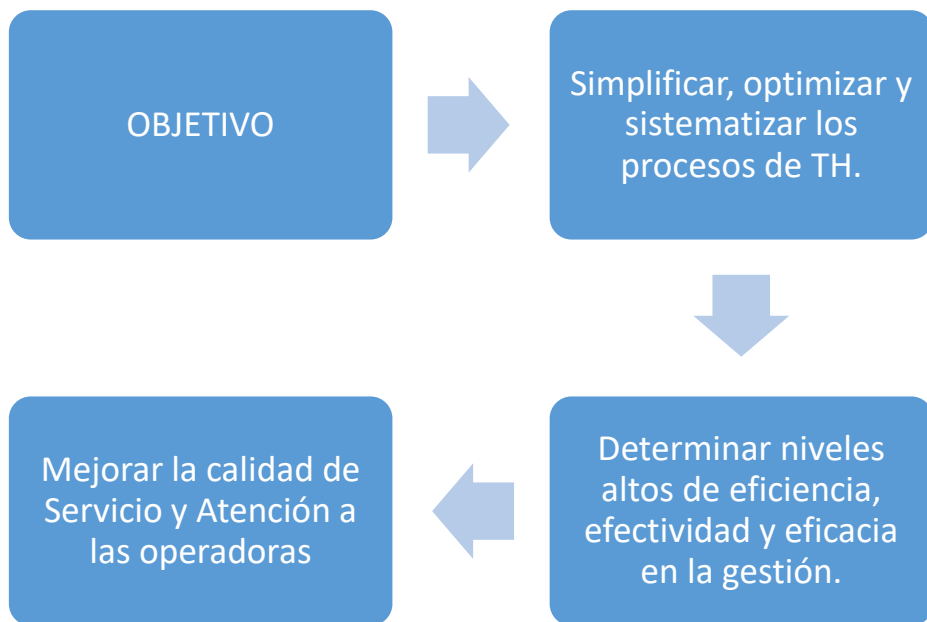 OBJETIVO
Simplificar, optimizar y
sistematizar los
procesos de TH.
Determinar niveles
altos de eficiencia,
efectividad y eficacia
en la gestión.
Mejorar la calidad de
Servicio y Atención a
las operadoras